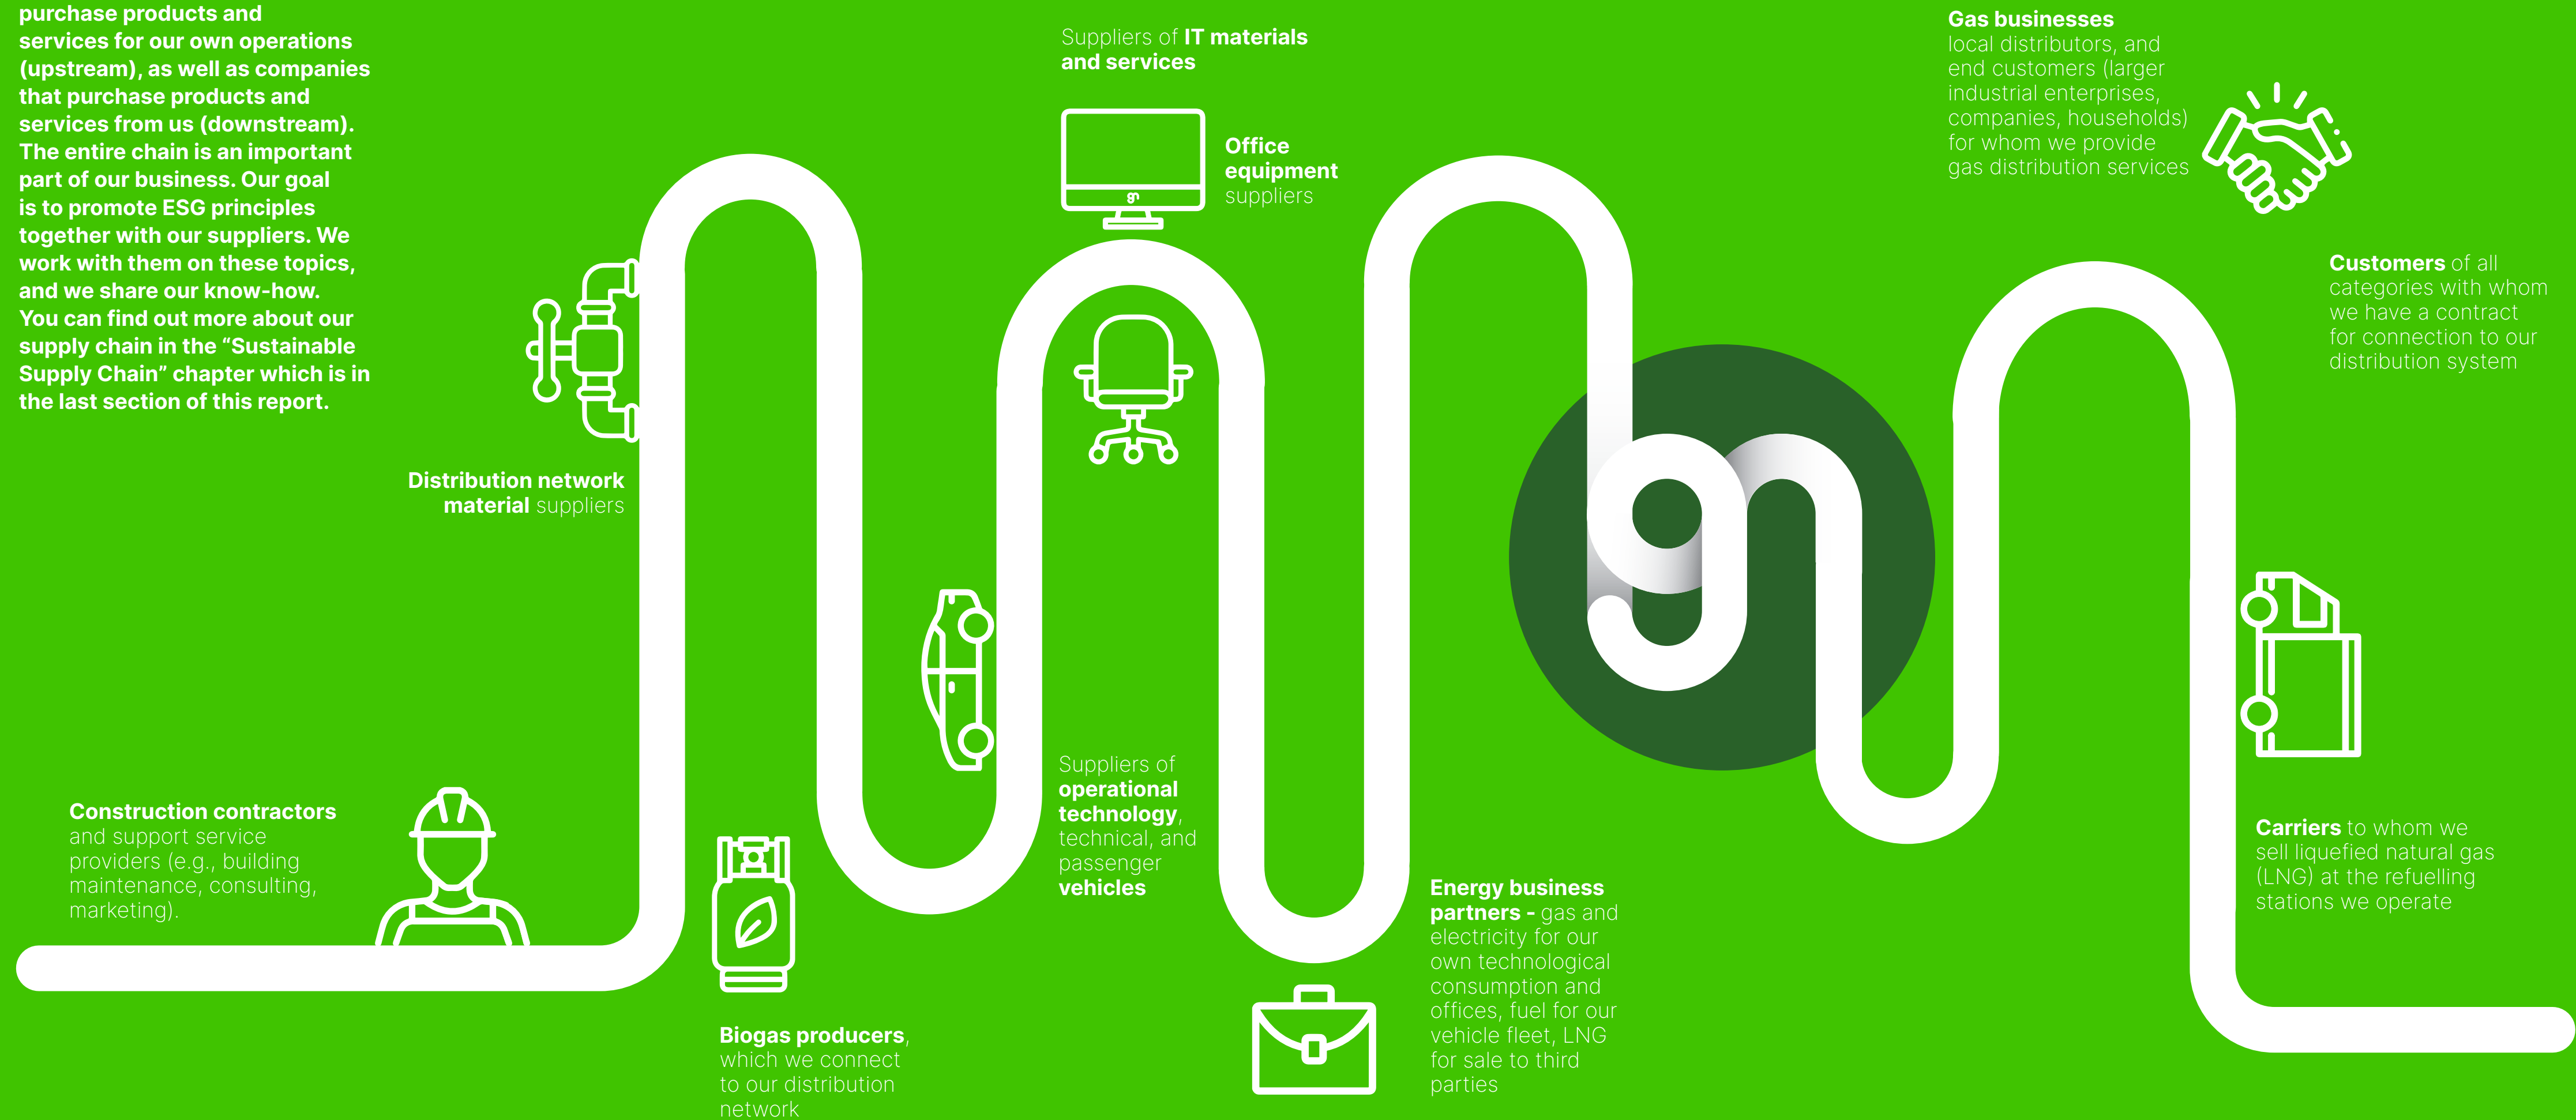 purchase products and
services for our own operations
(upstream), as well as companies
that purchase products and
services from us (downstream).
The entire chain is an important
part of our business. Our goal
is to promote ESG principles
together with our suppliers. We
work with them on these topics,
and we share our know-how.
You can find out more about our
supply chain in the “Sustainable
Supply Chain” chapter which is in
the last section of this report.
Construction contractors
and support service
providers (e.g., building
maintenance, consulting,
marketing).
Distribution network
material suppliers
Biogas producers,
which we connect
to our distribution
network
Suppliers of
operational
technology,
technical, and
passenger
vehicles
Suppliers of IT materials
and services
Office
equipment
suppliers
gn
Energy business
partners - gas and
electricity for our
own technological
consumption and
offices, fuel for our
vehicle fleet, LNG
for sale to third
parties
gn
Gas businesses
local distributors, and
end customers (larger
industrial enterprises,
companies, households)
for whom we provide
gas distribution services
Customers of all
categories with whom
we have a contract
for connection to our
distribution system
Carriers to whom we
sell liquefied natural gas
(LNG) at the refuelling
stations we operate